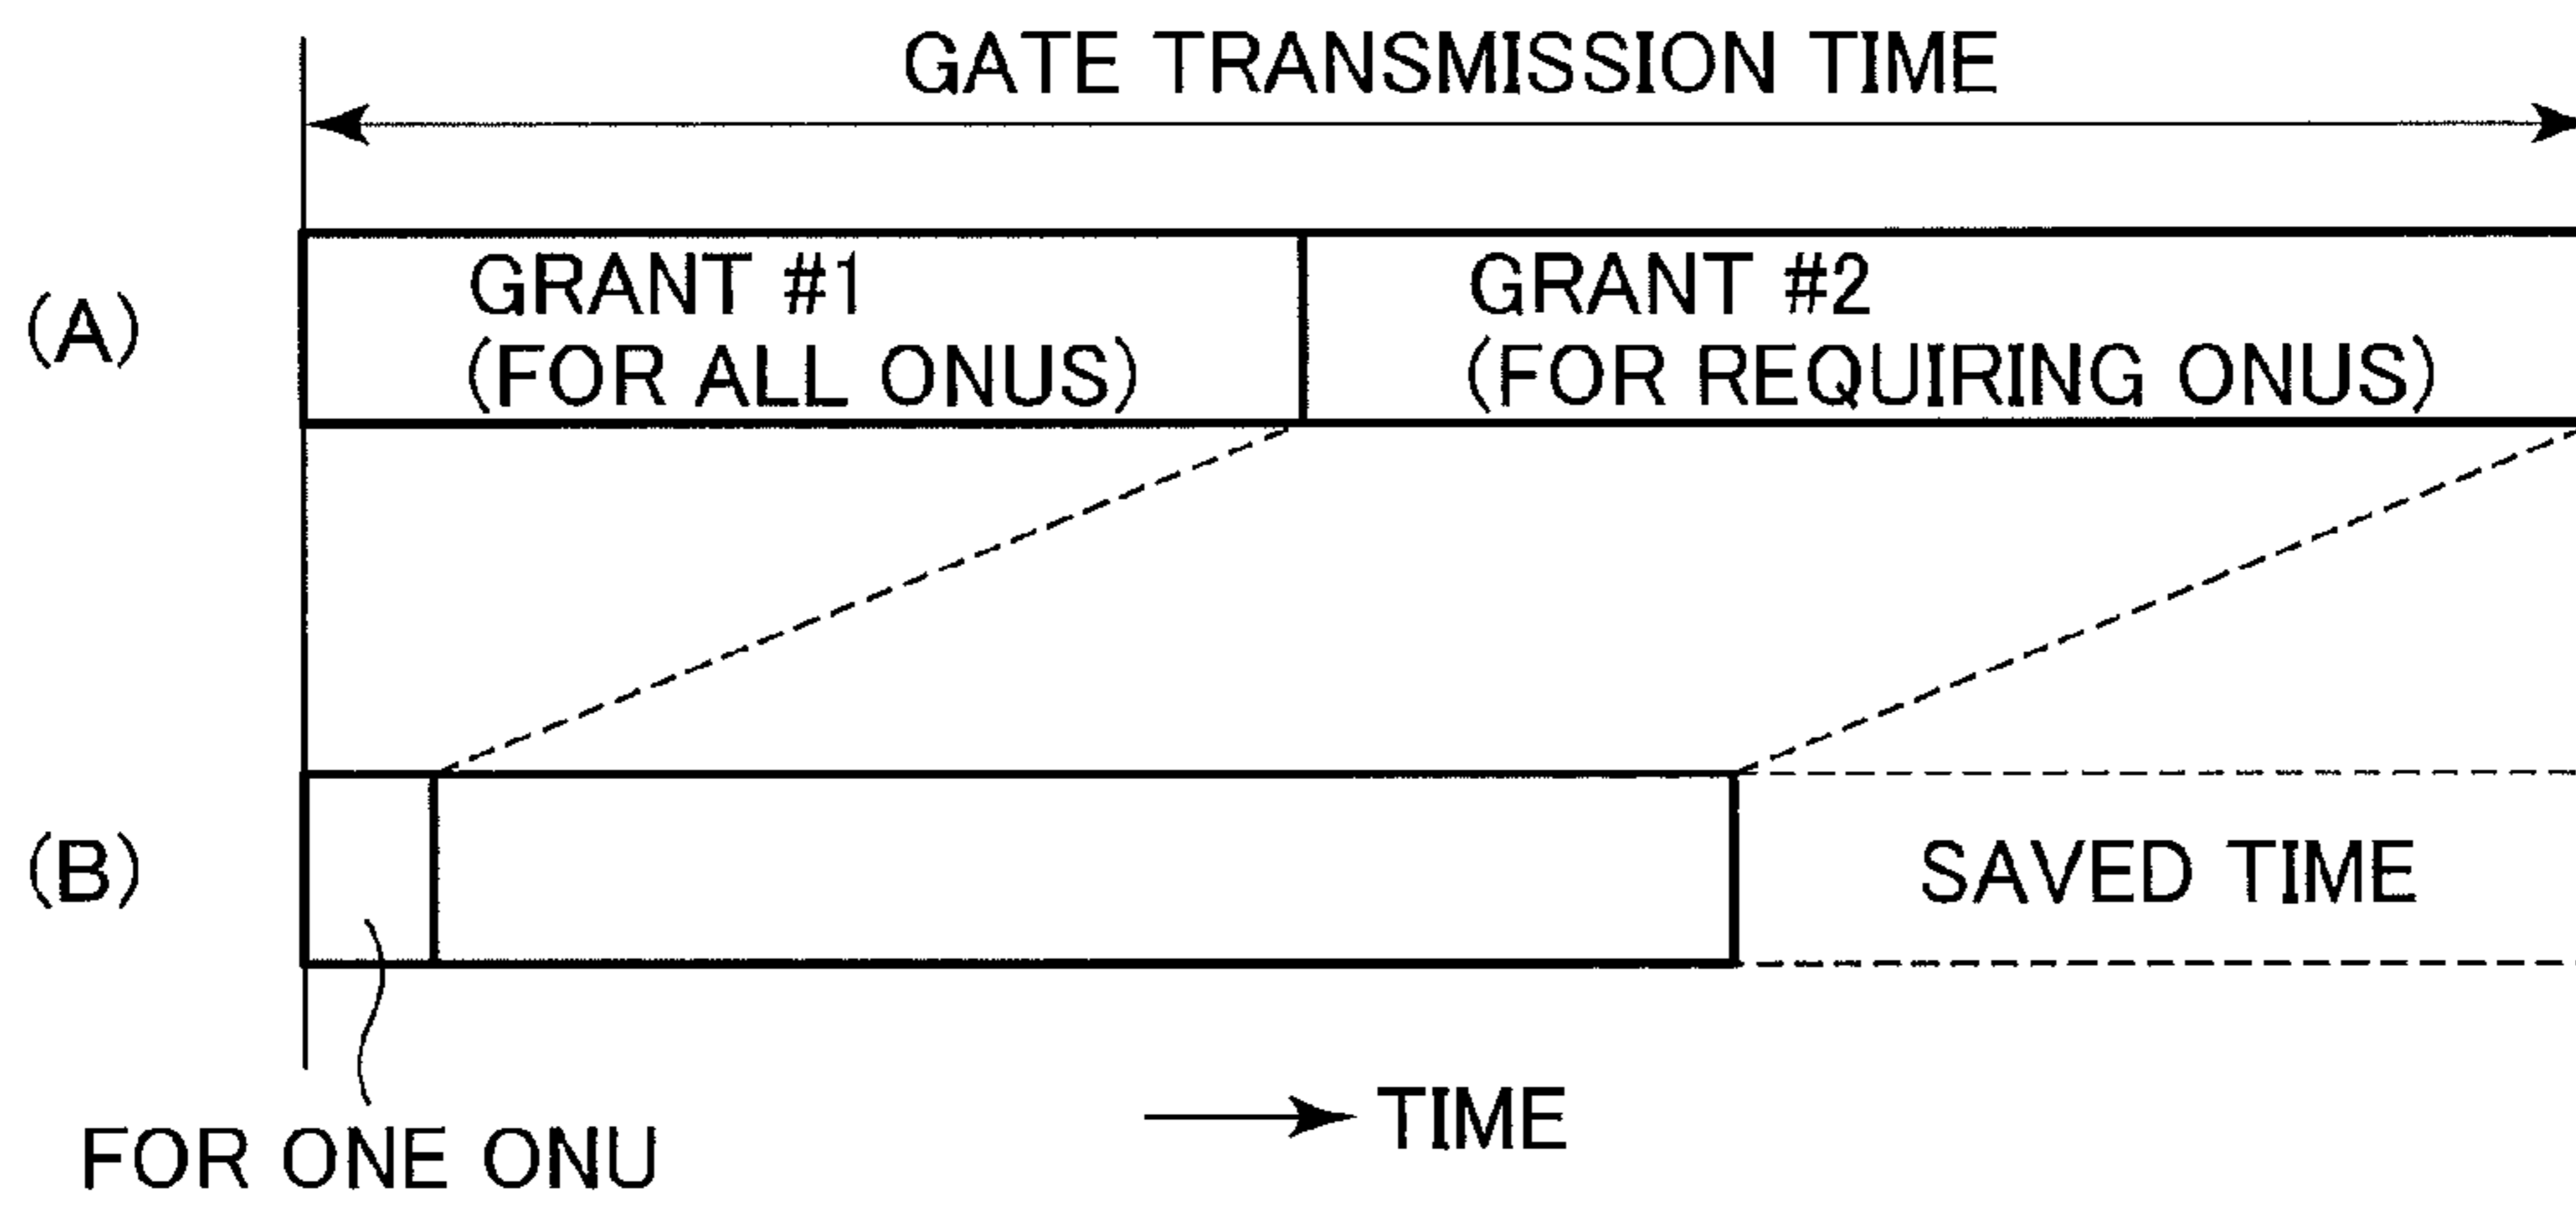 GATE TRANSMISSION TIME
(A)
GRANT #1
(FOR ALL ONUS)
GRANT #2
(FOR REQUIRING ONUS)
(B)
SAVED TIME
FOR ONE ONU
TIME